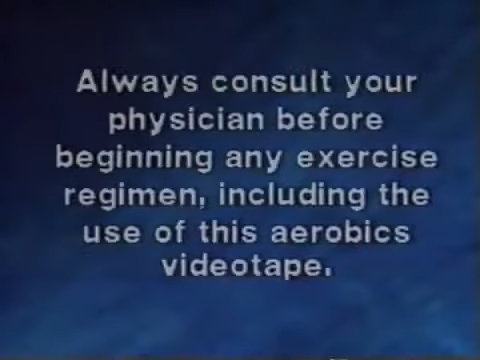 Always consult your
physician before
beginning any exercise
regimen, including the
use of this aerobics
videotape.